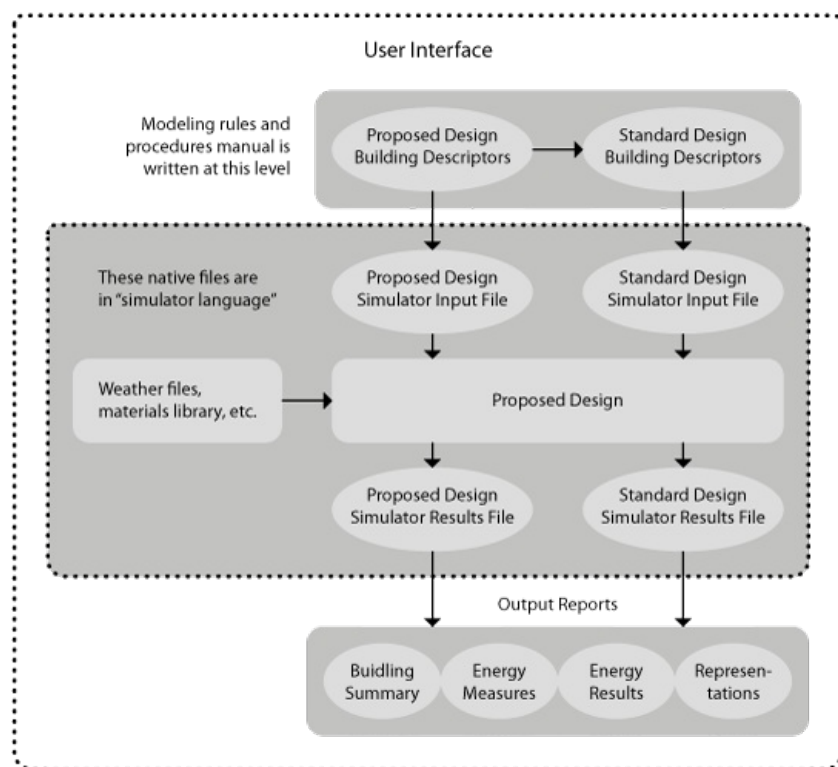 User Interface
Modeling rules and
procedures manual is
written at this level
Proposed Design
Building Descriptors
Standard Design
Building Descriptors
These native files are
in “simulator language”
Proposed Design
Simulator Input File
Standard Design
Simulator Input File
Weather files,
materials library, etc.
Proposed Design
Proposed Design
Simulator Results File
Standard Design
Simulator Results File
Output Reports
Buidling
Summary
Energy
Measures
Energy
Results
Represen-
tations